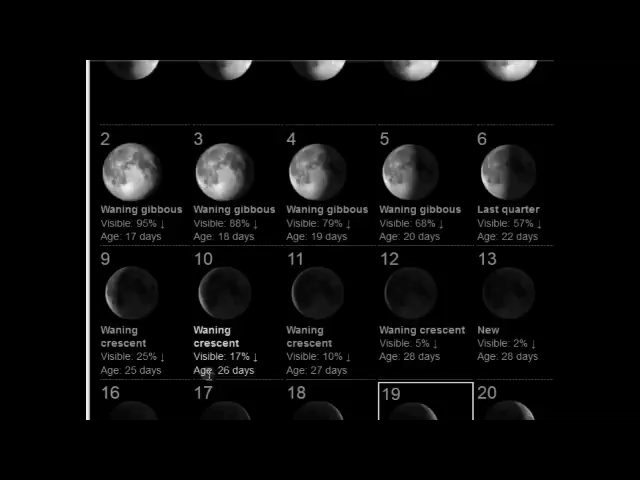 2 3 4 5 6
Waning gibbous Waning gibbous Waning gibbous Waning gibbous Last quarter
Visible: 95% ↓ Visible: 88% ↓ Visible: 79% ↓ Visible: 68% ↓ Visible: 57% ↓
Age: 17 days Age: 18 days Age: 19 days Age: 20 days Age: 22 days
9 10 11 12 13
Waning Waning Waning Waning crescent New
crescent crescent crescent Visible: 5% ↓ Visible: 2% ↓
Visible: 25% ↓ Visible: 17% ↓ Visible: 10% ↓ Age: 28 days Age: 28 days
Age: 25 days Age: 26 days Age: 27 days
16 17 18 19 20